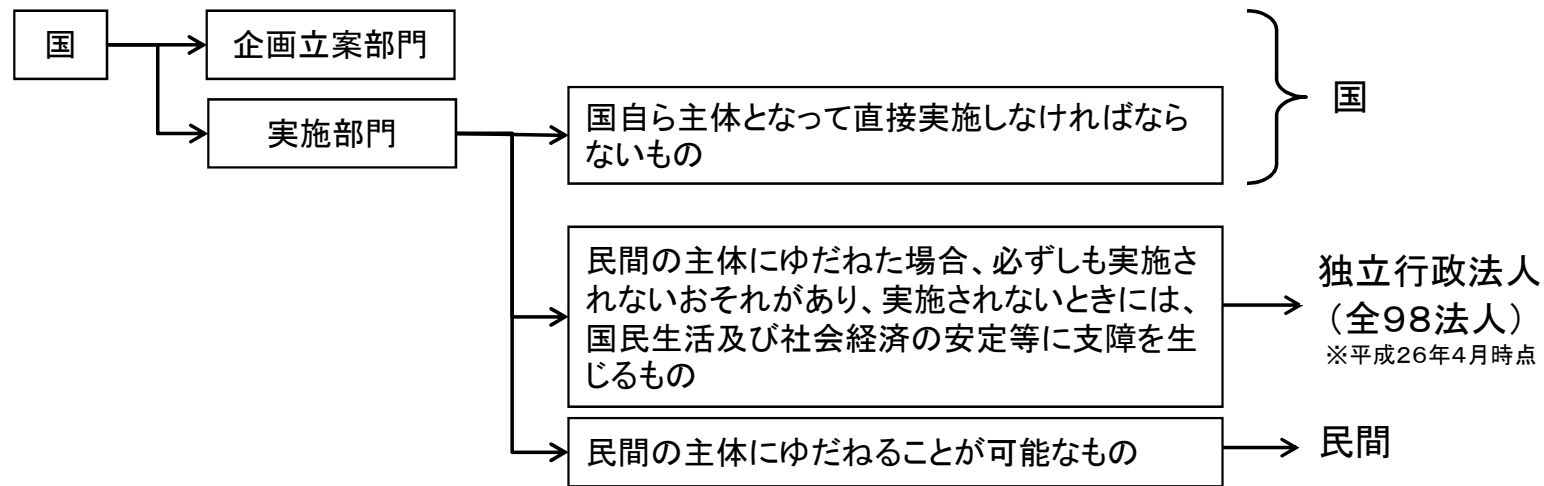 国
企画立案部門
実施部門
国自ら主体となって直接実施しなければなら
ないもの
国
民間の主体にゆだねた場合、必ずしも実施さ
れないおそれがあり、実施されないときには、
国民生活及び社会経済の安定等に支障を生
じるもの
独立行政法人
（全９８法人）
※平成２６年４月時点
民間の主体にゆだねることが可能なもの
民間